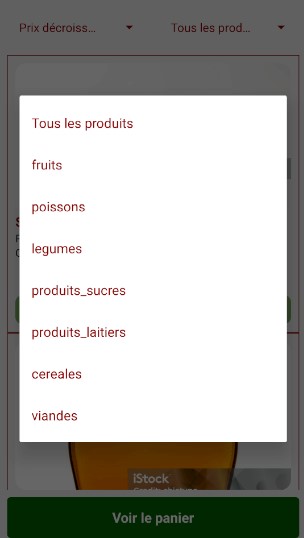 Prix décroiss...
Tous les prod...
Tous les produits
fruits
poissons
legumes
produits_sucres
produits_laitiers
cereales
viandes
iStock
Voir le panier